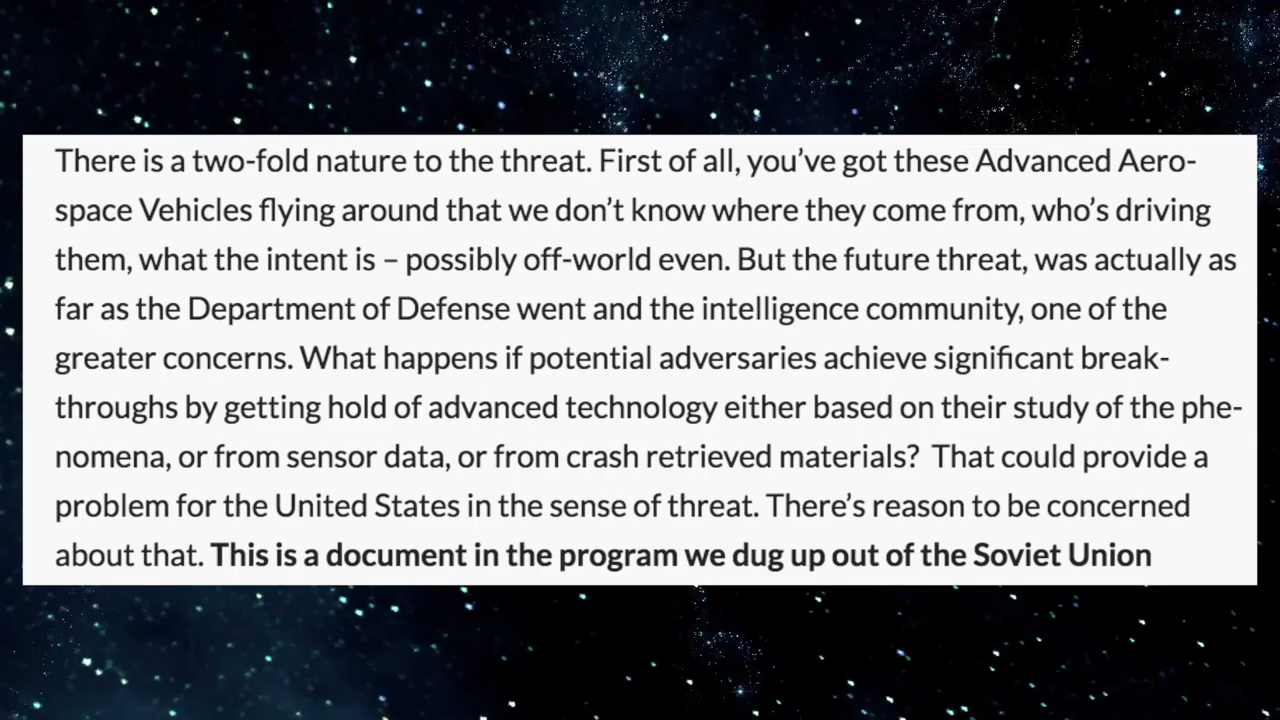 There is a two-fold nature to the threat. First of all, you’ve got these Advanced Aero-
space Vehicles flying around that we don’t know where they come from, who’s driving
them, what the intent is – possibly off-world even. But the future threat, was actually as
far as the Department of Defense went and the intelligence community, one of the
greater concerns. What happens if potential adversaries achieve significant break-
throughs by getting hold of advanced technology either based on their study of the phe-
nomena, or from sensor data, or from crash retrieved materials?  That could provide a
problem for the United States in the sense of threat. There’s reason to be concerned
about that. This is a document in the program we dug up out of the Soviet Union